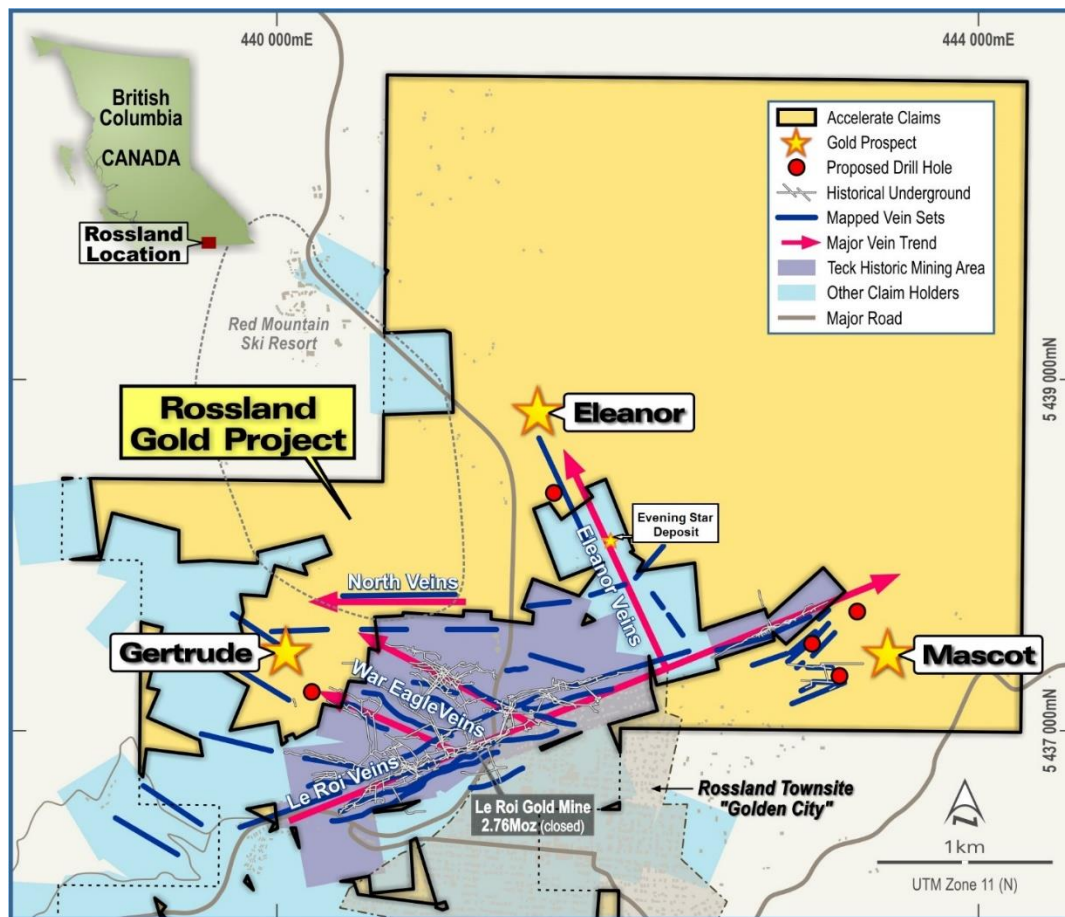 440 000mE
444 000mE
British
Columbia
CANADA
Rossland
Location
Accelerate Claims
Gold Prospect
Proposed Drill Hole
Historical Underground
Mapped Vein Sets
Major Vein Trend
Teck Historic Mining Area
Other Claim Holders
Major Road
Red Mountain
Ski Resort
5 439 000mN
Rossland
Gold Project
Eleanor
Evening Star
Deposit
Eleanor Veins
North Veins
Gertrude
War EagleVeins
Mascot
Le Roi Veins
5 437 000mN
Le Roi Gold Mine
2.76Moz (closed)
Rossland Townsite
"Golden City"
N
1km
UTM Zone 11 (N)